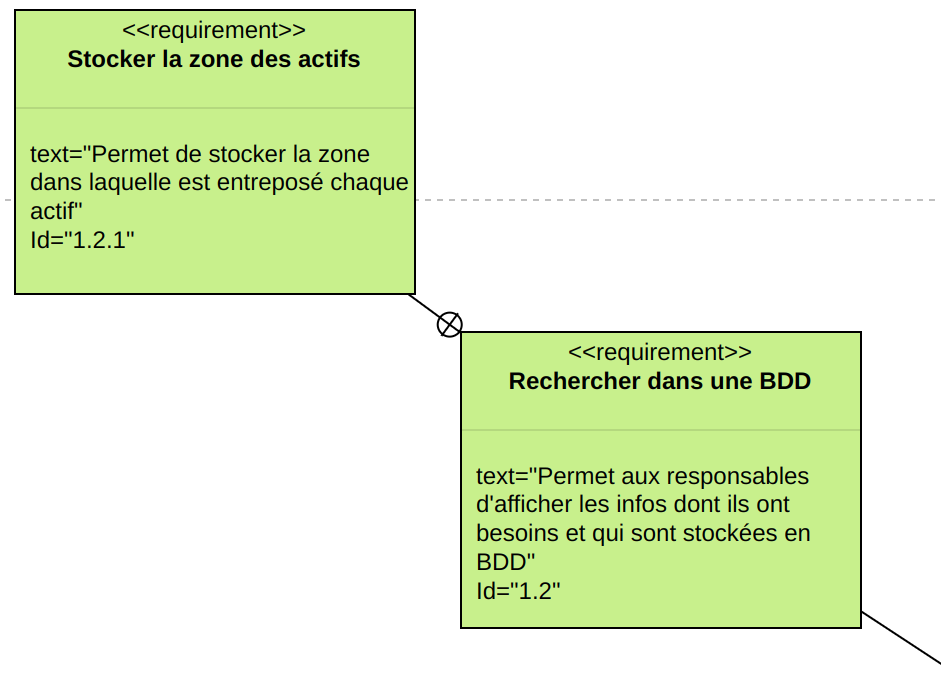 <<requirement>>
Stocker la zone des actifs
text="Permet de stocker la zone
dans laquelle est entreposé chaque
actif"
Id="1.2.1"
<<requirement>>
Rechercher dans une BDD
text="Permet aux responsables
d'afficher les infos dont ils ont
besoins et qui sont stockées en
BDD"
Id="1.2"